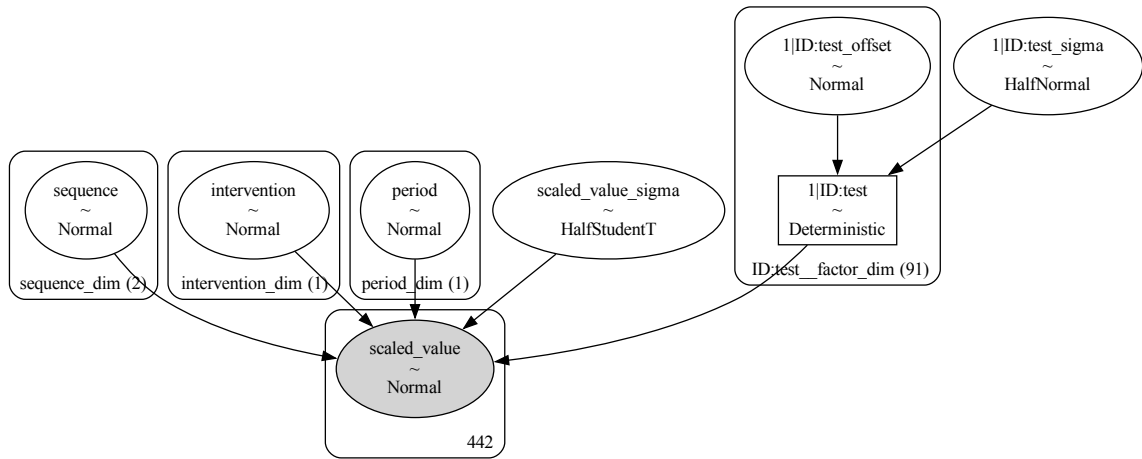 1|ID:test_offset
~
Normal
1|ID:test_sigma
~
HalfNormal
sequence
~
Normal
intervention
~
Normal
period
~
Normal
scaled_value_sigma
~
HalfStudentT
1|ID:test
~
Deterministic
sequence_dim (2)
intervention_dim (1)
period_dim (1)
ID:test__factor_dim (91)
scaled_value
~
Normal
442